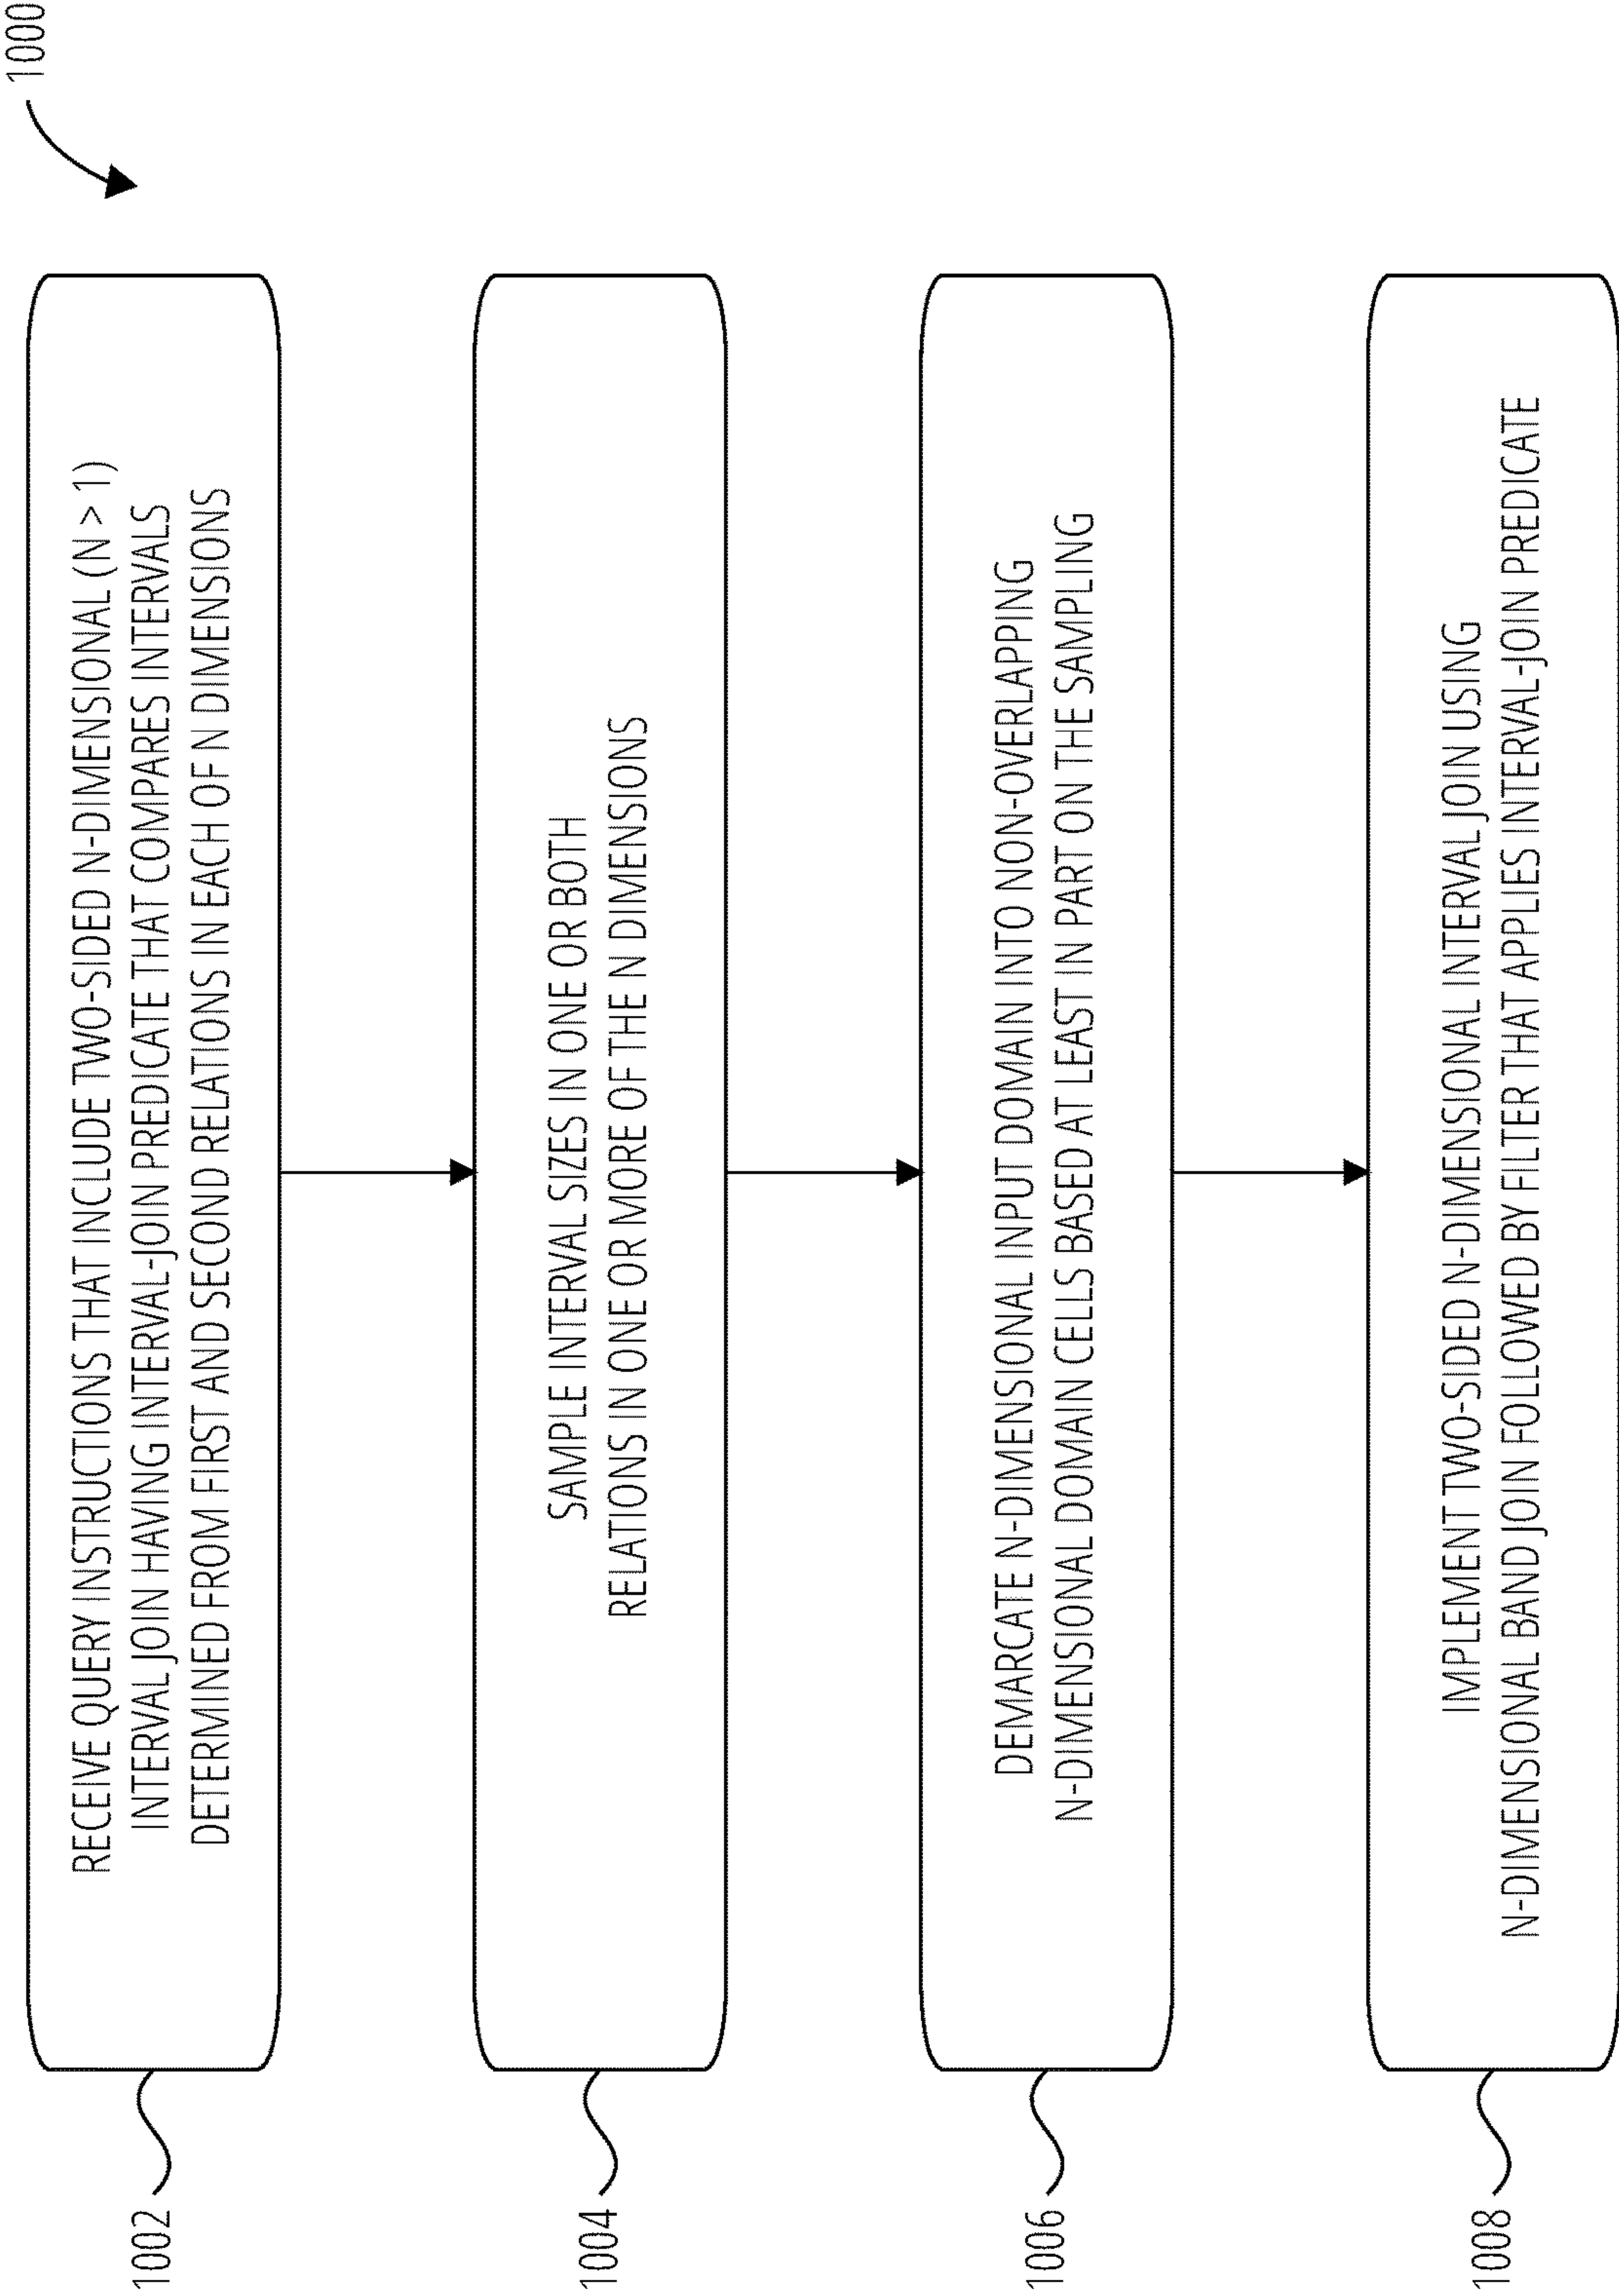 1000
1002
RECEIVE QUERY INSTRUCTIONS THAT INCLUDE TWO-SIDED N-DIMENSIONAL (N > 1)
INTERVAL JOIN HAVING INTERVAL-JOIN PREDICATE THAT COMPARES INTERVALS
DETERMINED FROM FIRST AND SECOND RELATIONS IN EACH OF N DIMENSIONS
1004
SAMPLE INTERVAL SIZES IN ONE OR BOTH
RELATIONS IN ONE OR MORE OF THE N DIMENSIONS
1006
DEMARCATE N-DIMENSIONAL INPUT DOMAIN INTO NON-OVERLAPPING
N-DIMENSIONAL DOMAIN CELLS BASED AT LEAST IN PART ON THE SAMPLING
1008
IMPLEMENT TWO-SIDED N-DIMENSIONAL INTERVAL JOIN USING
N-DIMENSIONAL BAND JOIN FOLLOWED BY FILTER THAT APPLIES INTERVAL-JOIN PREDICATE